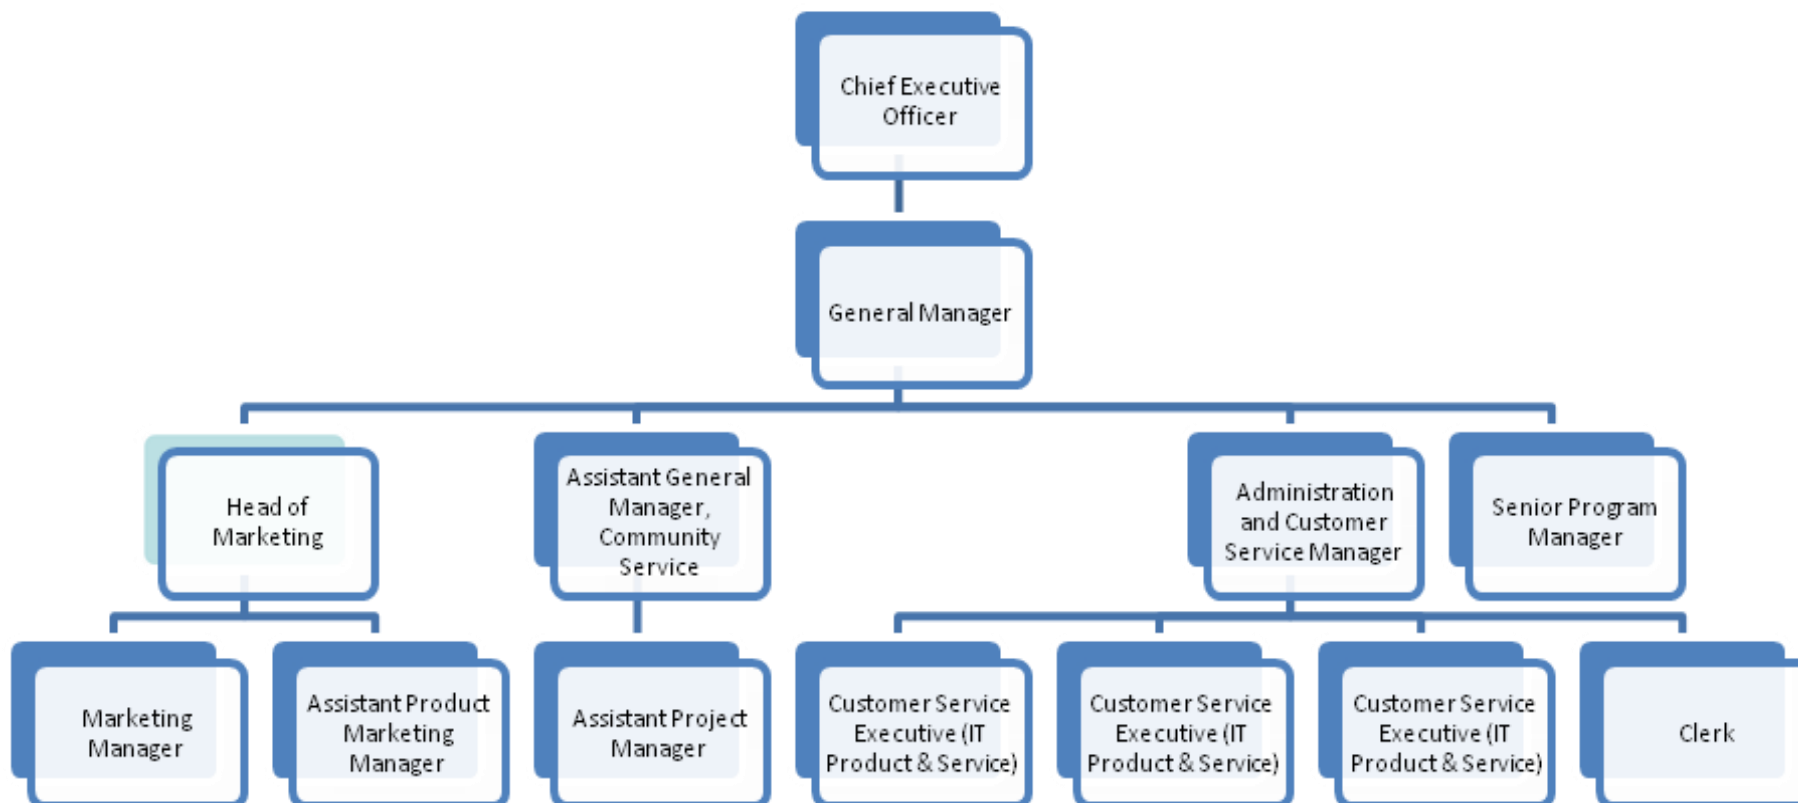 Chief Executive
Officer
General Manager
Head of
Marketing
Assistant General
Manager,
Community
Service
Administration
and Customer
Service Manager
Senior Program
Manager
Marketing
Manager
Assistant Product
Marketing
Manager
Assistant Project
Manager
Customer Service
Executive (IT
Product & Service)
Customer Service
Executive (IT
Product & Service)
Customer Service
Executive (IT
Product & Service)
Clerk